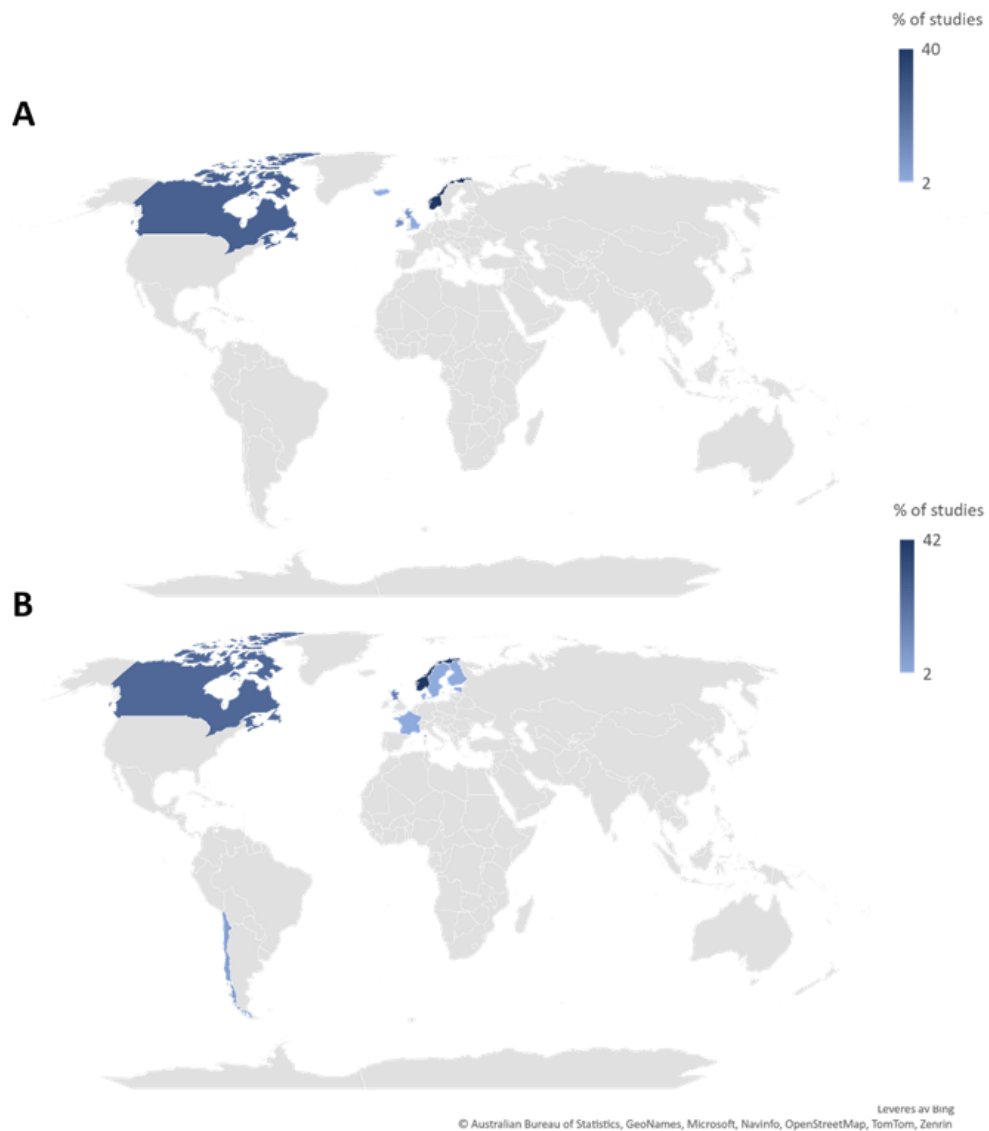 % of studies
40
A
2
% of studies
42
B
2
Leveres av Bing
© Australian Bureau of Statistics, GeoNames, Microsoft, Navinfo, OpenStreetMap, TomTom, Zenrin